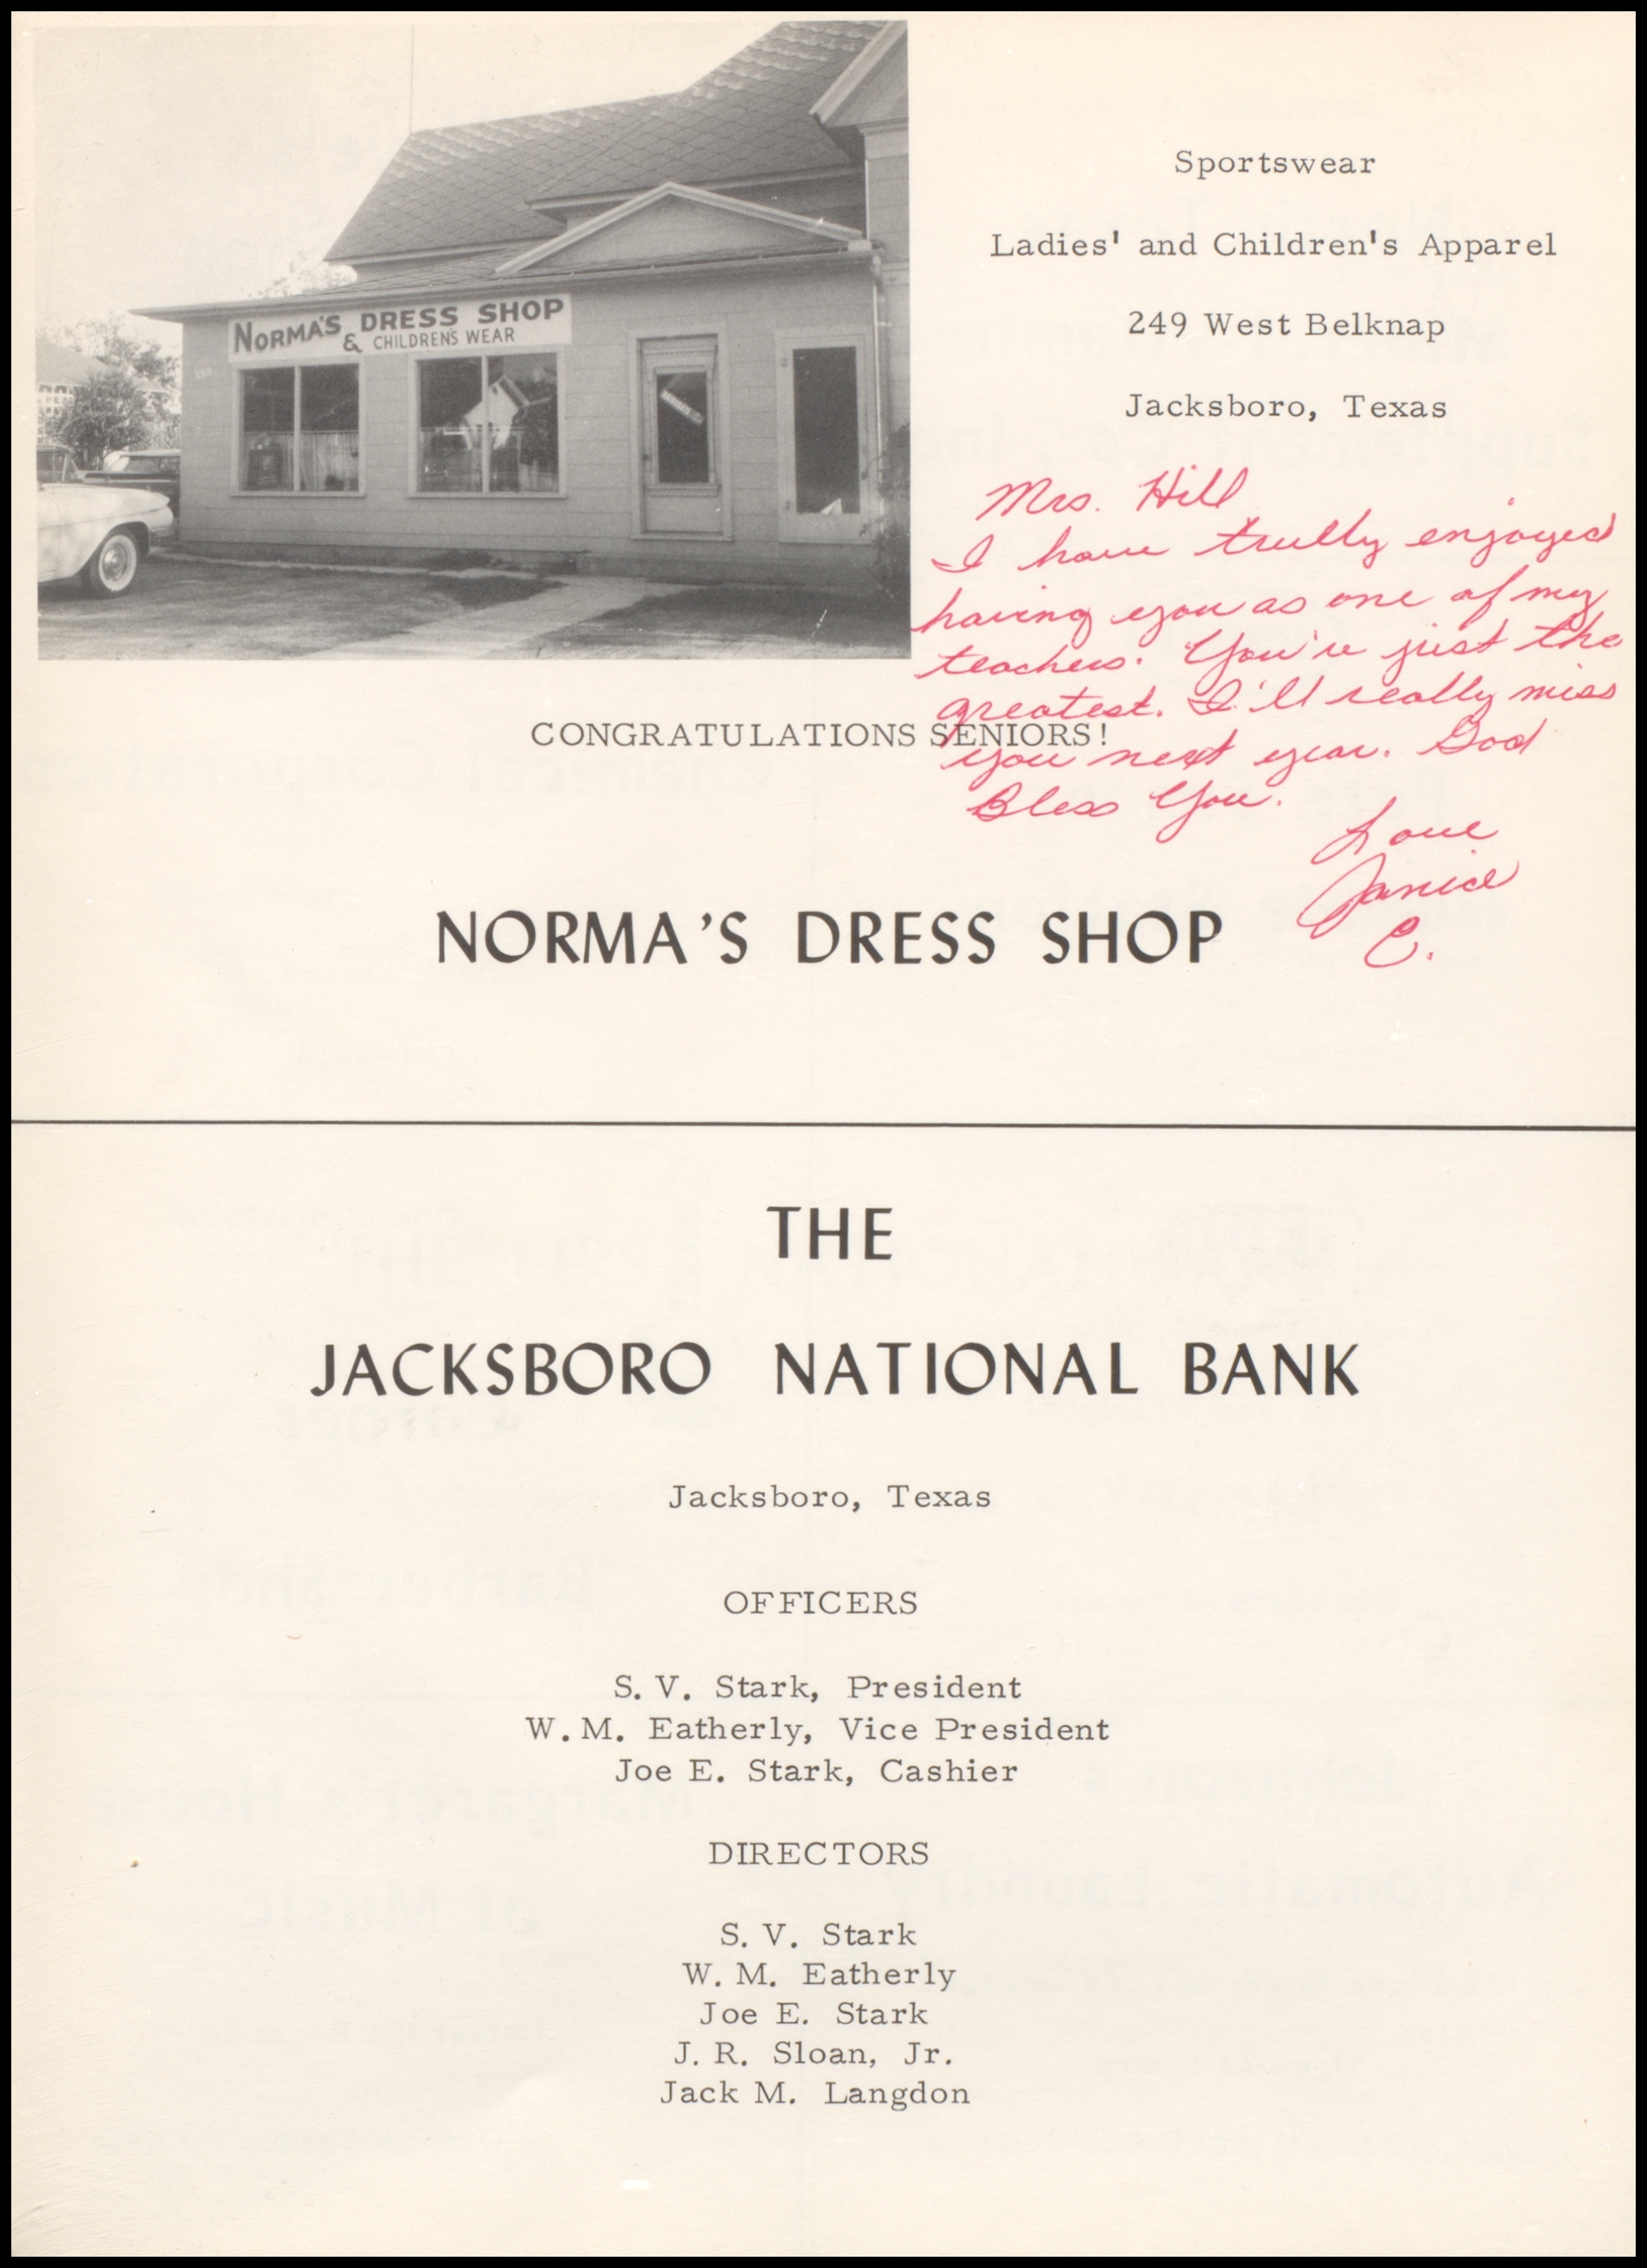 NORMA'S DRESS SHOP
& CHILDREN'S WEAR
Sportswear
Ladies' and Children's Apparel
249 West Belknap
Jacksboro, Texas
Mrs. Hill
I have trully enjoyed
having you as one of my
teachers. You're just the
greatest. I'll really miss
you next year. God
Bless You.
Love
Janice
C.
CONGRATULATIONS SENIORS!
NORMA'S DRESS SHOP
THE
JACKSBORO NATIONAL BANK
Jacksboro, Texas
OFFICERS
S. V. Stark, President
W. M. Eatherly, Vice President
Joe E. Stark, Cashier
DIRECTORS
S. V. Stark
W. M. Eatherly
Joe E. Stark
J. R. Sloan, Jr.
Jack M. Langdon